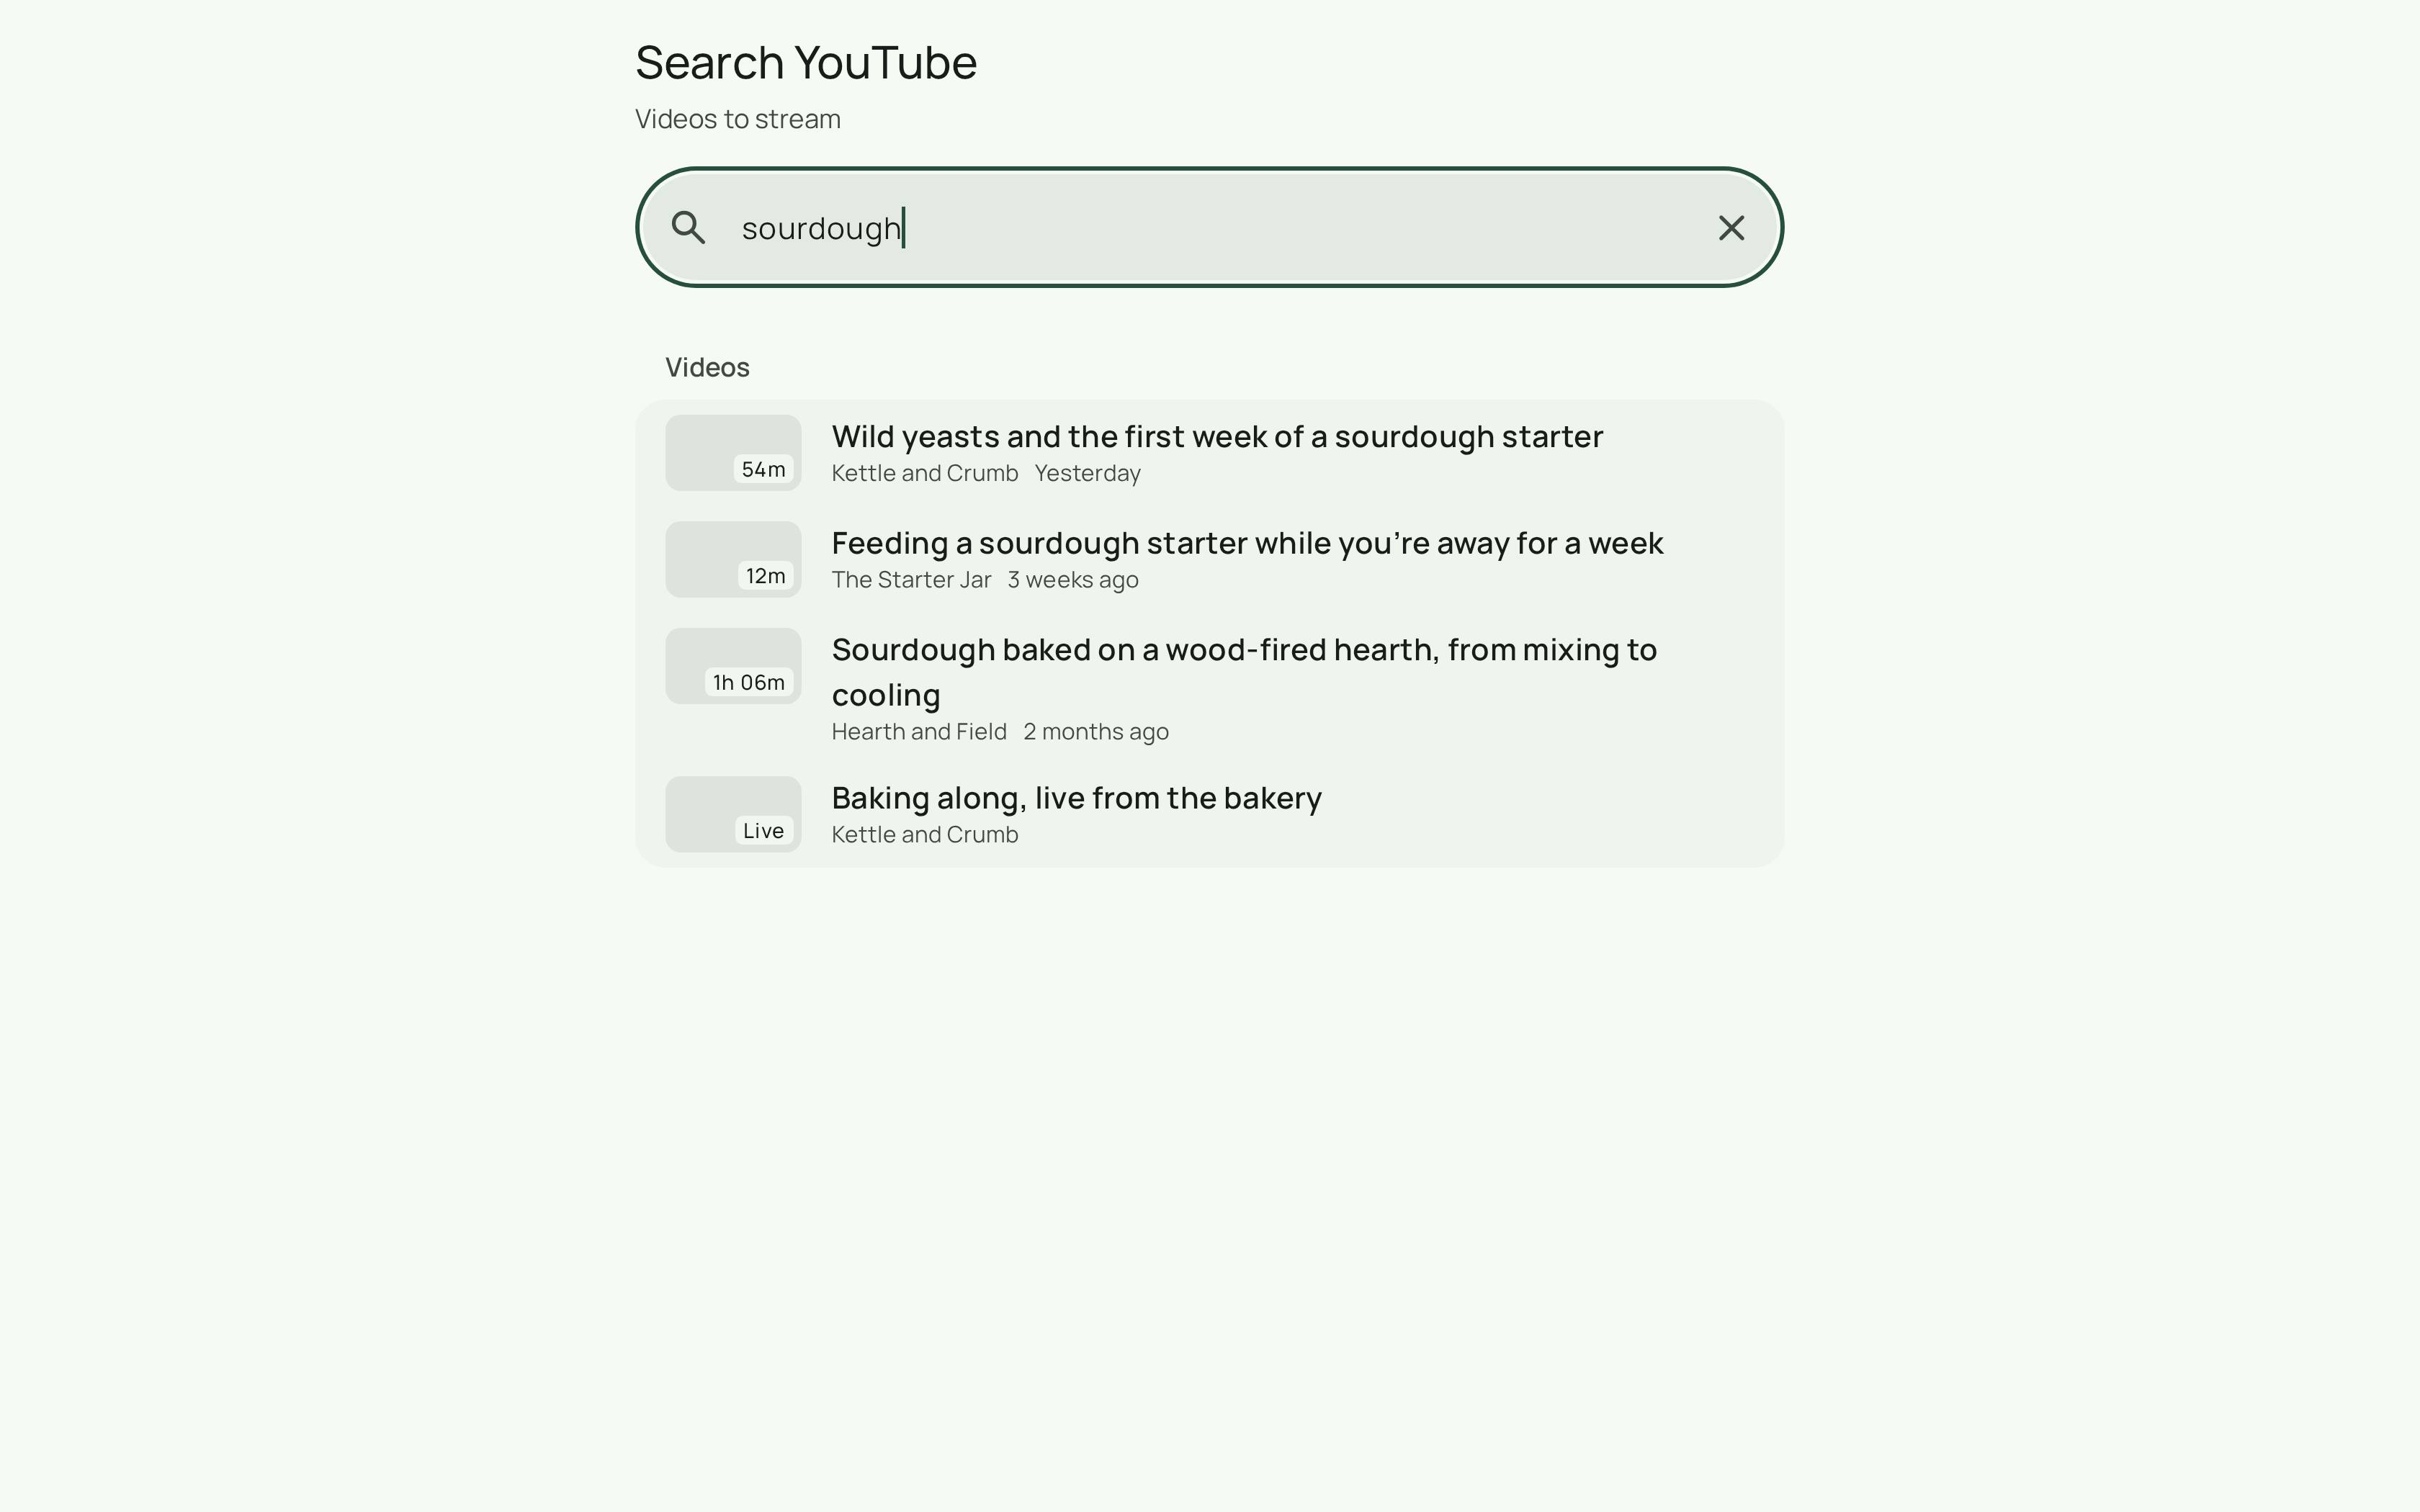 Search YouTube
Videos to stream
sourdough
Videos
54m
Wild yeasts and the first week of a sourdough starter
Kettle and Crumb Yesterday
12m
Feeding a sourdough starter while you’re away for a week
The Starter Jar 3 weeks ago
1h 06m
Sourdough baked on a wood-fired hearth, from mixing to
cooling
Hearth and Field 2 months ago
Live
Baking along, live from the bakery
Kettle and Crumb